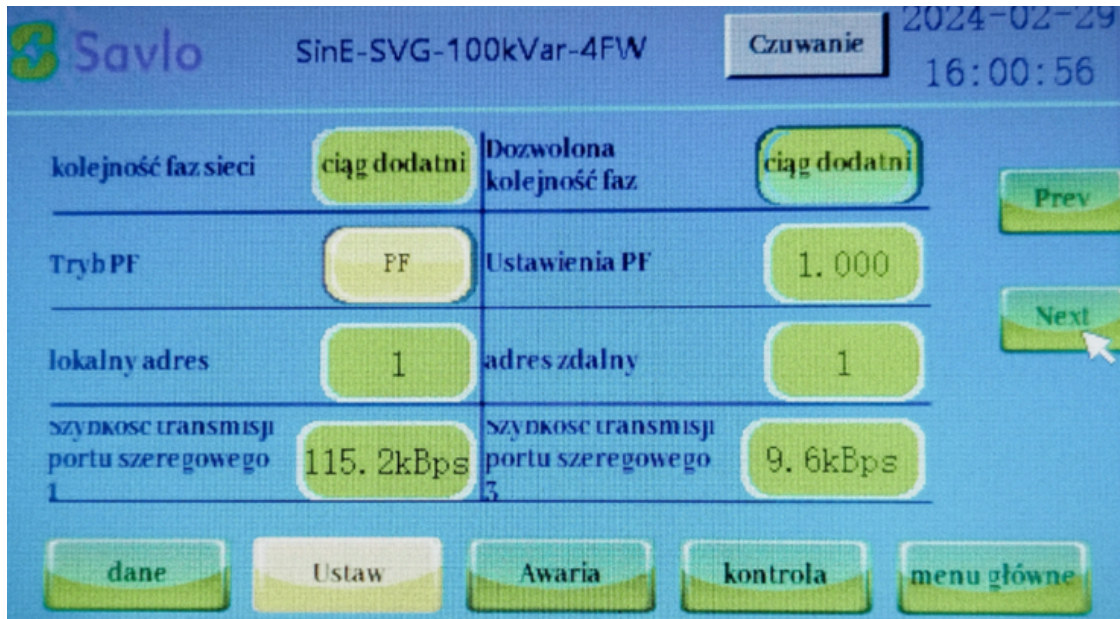 Savlo
SinE-SVG-100kVar-4FW
Czuwanie
2024-02-29
16:00:56
kolejność faz sieci
ciąg dodatni
Dozwolona
kolejność faz
ciąg dodatni
Prev
Tryb PF
PF
Ustawienia PF
1.000
Next
lokalny adres
1
adres zdalny
1
szybkość transmisji
portu szeregowego
1
115.2kBps
szybkość transmisji
portu szeregowego
3
9.6kBps
dane
Ustaw
Awaria
kontrola
menu główne